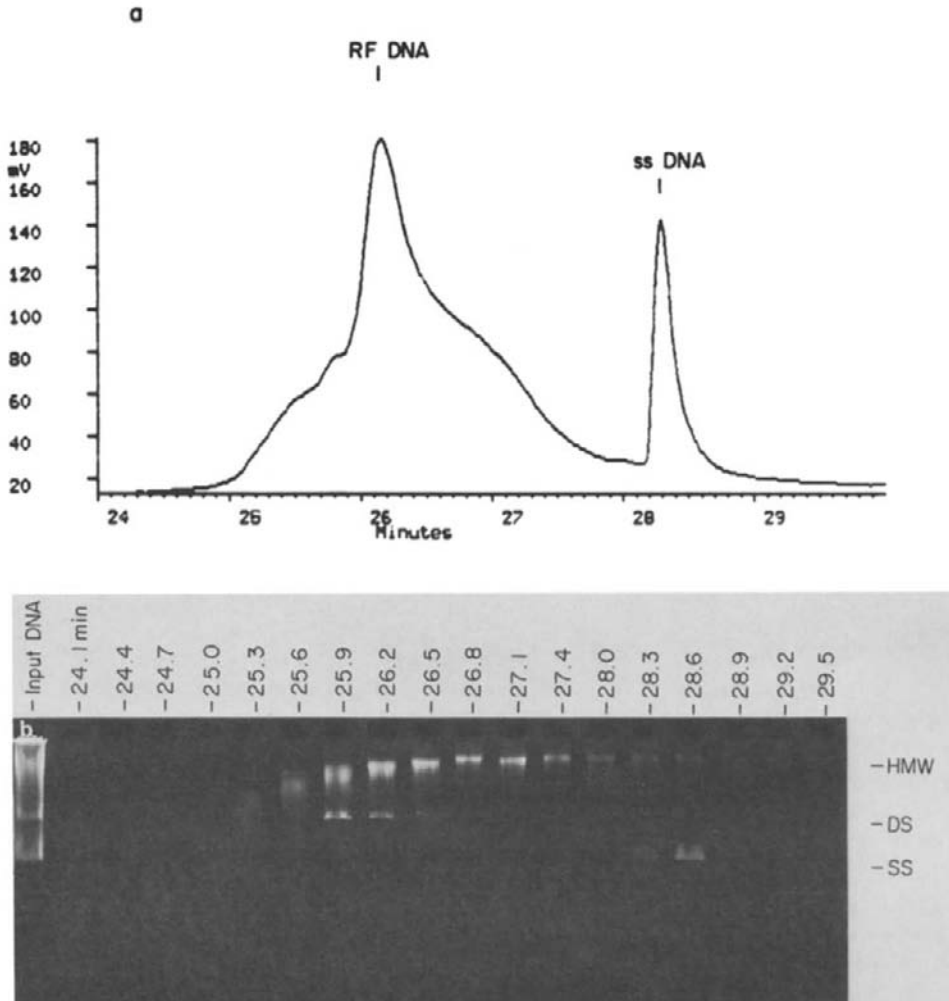 a
RF DNA
ss DNA
180
mV
160
140
120
100
80
60
40
20
24 25 26 27 28 29
Minutes
- Input DNA
- 24.1 min
- 24.4
- 24.7
- 25.0
- 25.3
- 25.6
- 25.9
- 26.2
- 26.5
- 26.8
- 27.1
- 27.4
- 28.0
- 28.3
- 28.6
- 28.9
- 29.2
- 29.5
b
- HMW
- DS
- SS